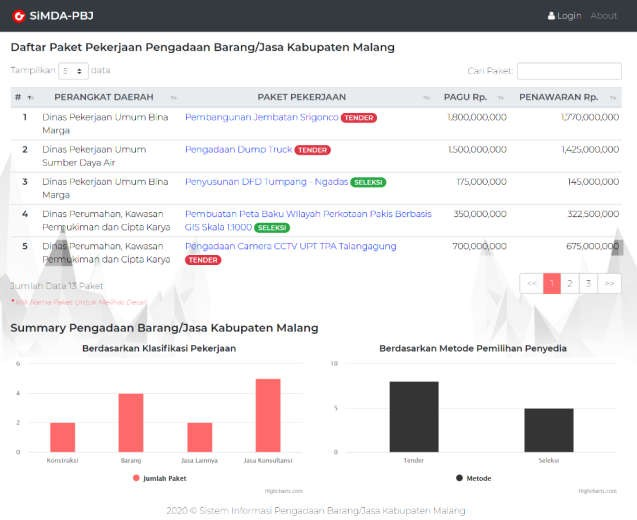 SiMDA-PBJ
Login About
Daftar Paket Pekerjaan Pengadaan Barang/Jasa Kabupaten Malang
Tampilkan 5 data
Cari Paket:
# PERANGKAT DAERAH PAKET PEKERJAAN PAGU Rp. PENAWARAN Rp.
1 Dinas Pekerjaan Umum Bina Marga Pembangunan Jembatan Srigonco TENDER 1,800,000,000 1,770,000,000
2 Dinas Pekerjaan Umum Sumber Daya Air Pengadaan Dump Truck TENDER 1,500,000,000 1,425,000,000
3 Dinas Pekerjaan Umum Bina Marga Penyusunan DFD Tumpang - Ngadas SELEKSI 175,000,000 145,000,000
4 Dinas Perumahan, Kawasan Permukiman dan Cipta Karya Pembuatan Peta Baku Wilayah Perkotaan Pakis Berbasis GIS Skala 1:1000 SELEKSI 350,000,000 322,500,000
5 Dinas Perumahan, Kawasan Permukiman dan Cipta Karya Pengadaan Camera CCTV UPT TPA Talangagung TENDER 700,000,000 675,000,000
Jumlah Data 13 Paket
<< 1 2 3 >>
Nama Paket Untuk Melihat Detail
Summary Pengadaan Barang/Jasa Kabupaten Malang
Berdasarkan Klasifikasi Pekerjaan
6
4
2
0
Konstruksi Barang Jasa Lainnya Jasa Konsultansi
Jumlah Paket
Highcharts.com
Berdasarkan Metode Pemilihan Penyedia
10
5
0
Tender Seleksi
Metode
Highcharts.com
2020 © Sistem Informasi Pengadaan Barang/Jasa Kabupaten Malang